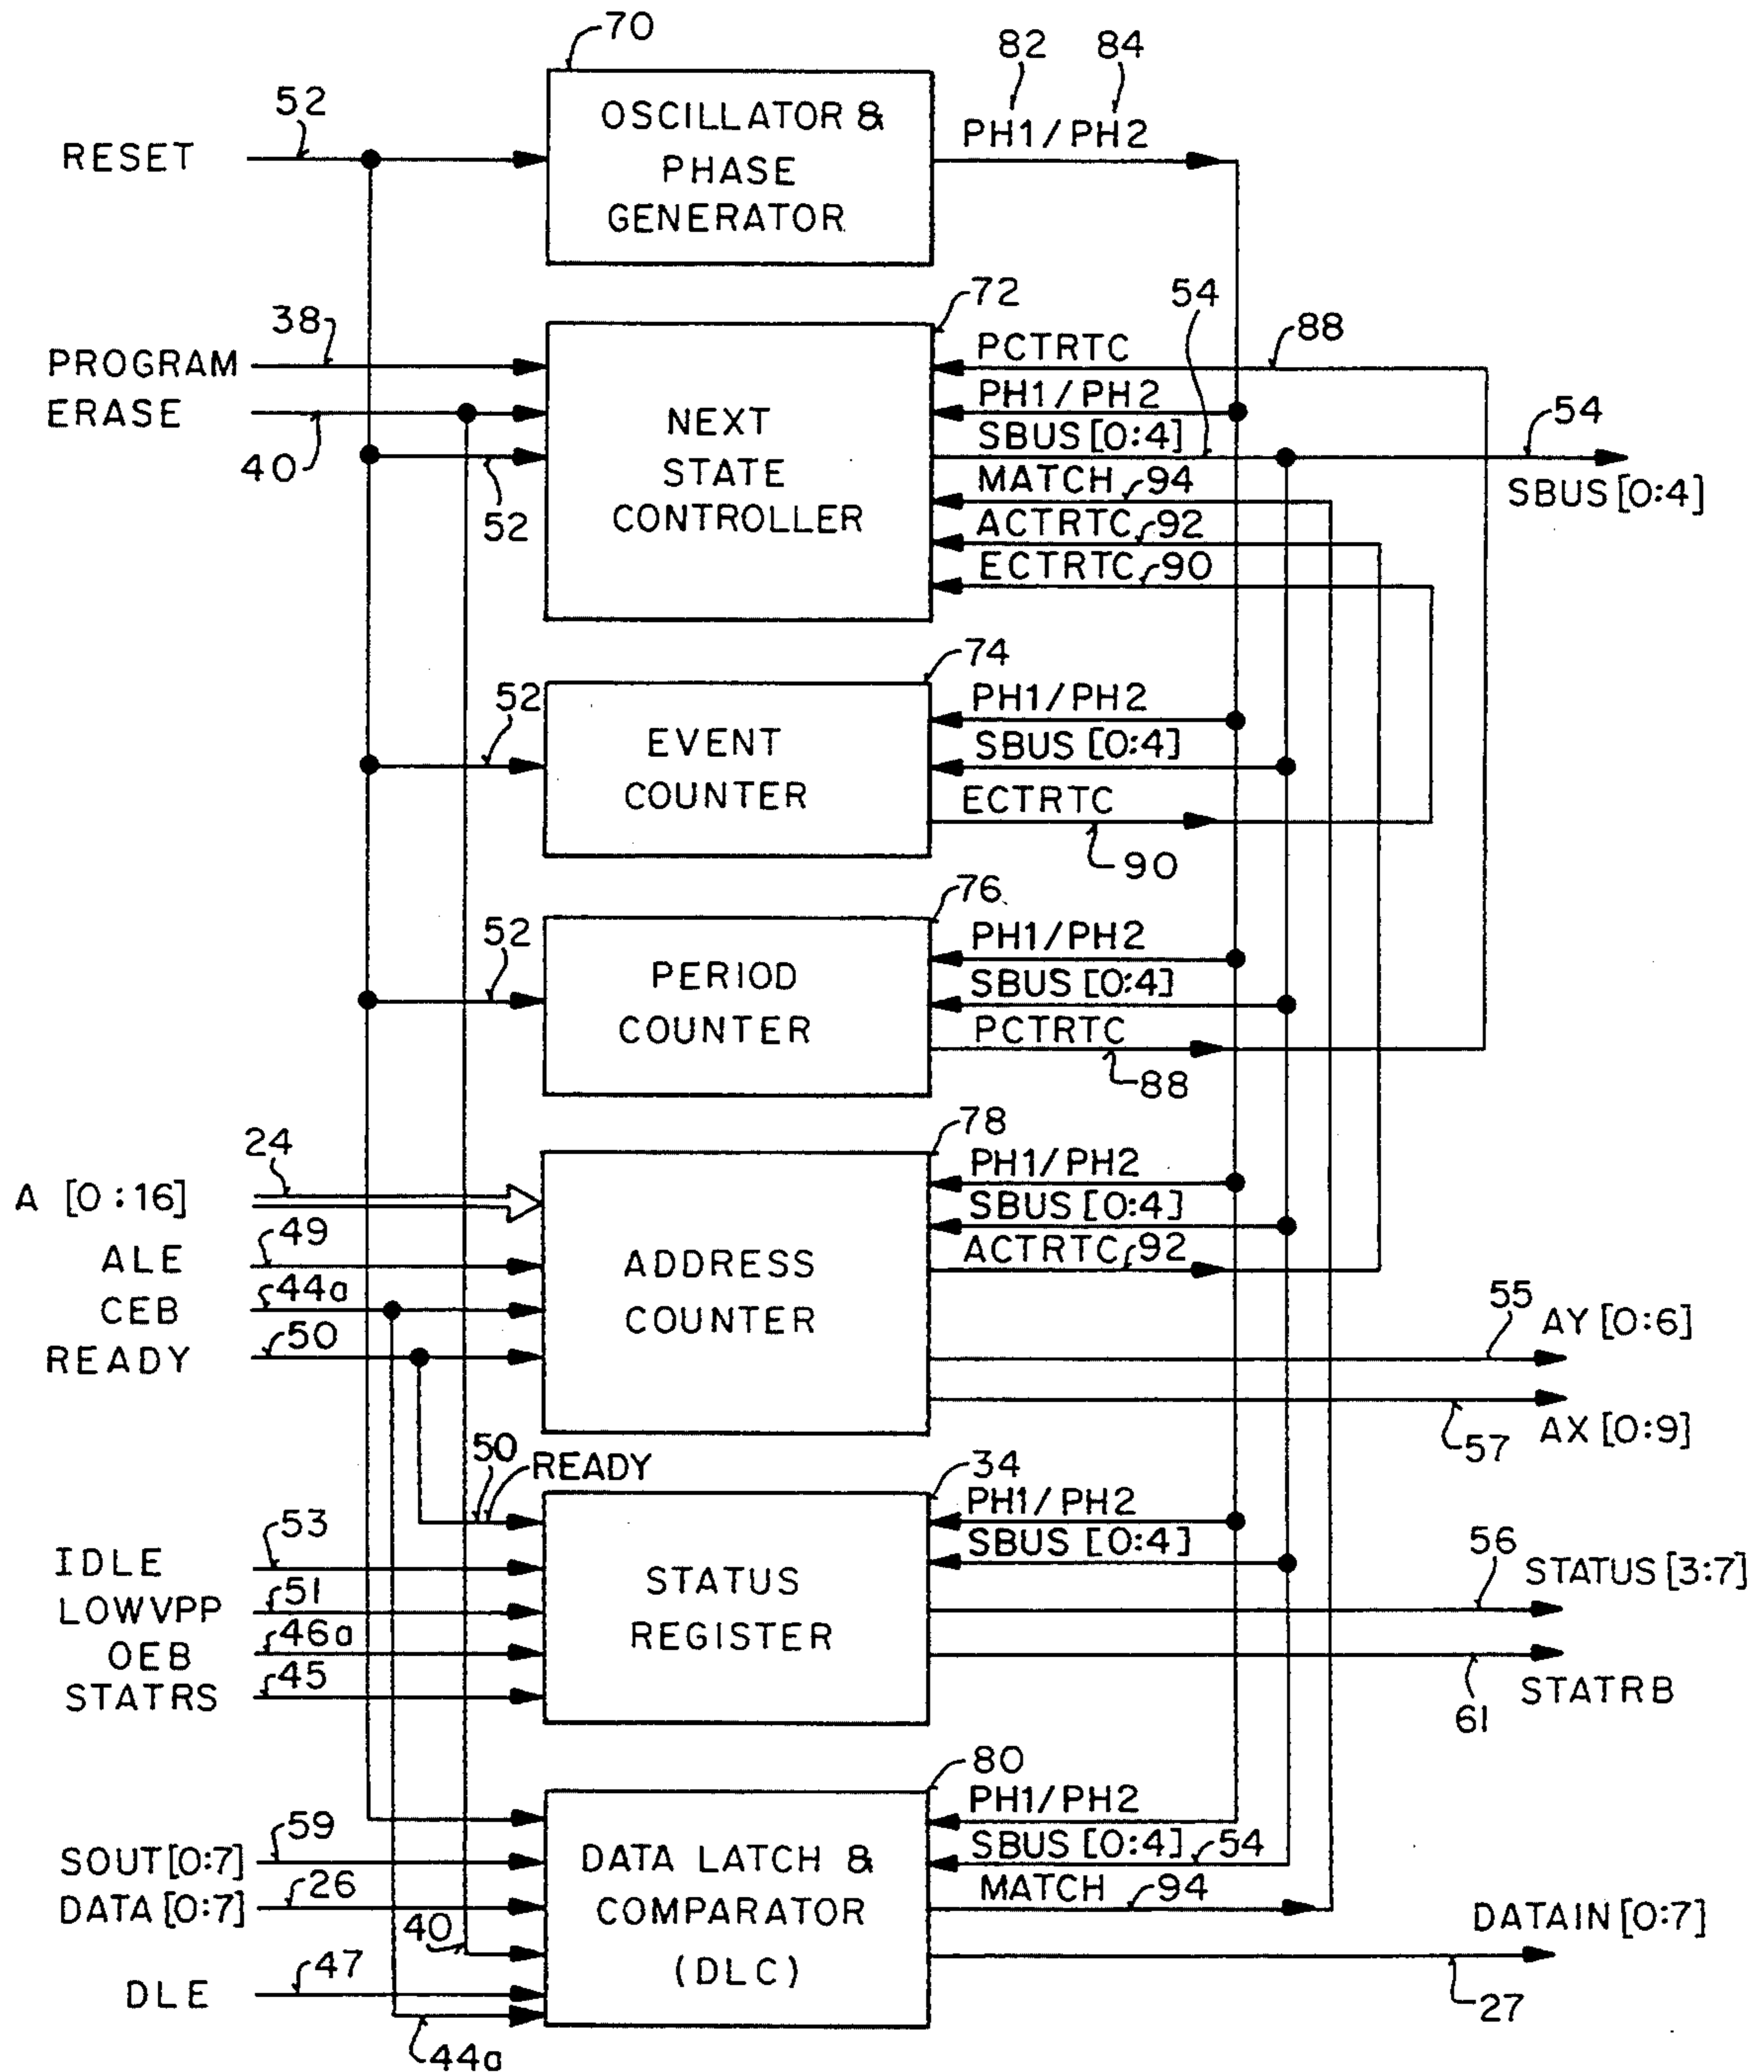 70
82
84
52
RESET
OSCILLATOR &
PHASE
GENERATOR
PH1/PH2
38
72
54
88
PROGRAM
ERASE
40
52
NEXT
STATE
CONTROLLER
PCTRTC
PH1/PH2
SBUS [0:4]
MATCH 94
ACTRTC 92
ECTRTC 90
54
SBUS [0:4]
74
52
EVENT
COUNTER
PH1/PH2
SBUS [0:4]
ECTRTC
90
76
52
PERIOD
COUNTER
PH1/PH2
SBUS [0:4]
PCTRTC
88
78
24
A [0:16]
49
ALE
44a
CEB
50
READY
ADDRESS
COUNTER
PH1/PH2
SBUS [0:4]
ACTRTC 92
55
AY [0:6]
57
AX [0:9]
50
READY
34
53
IDLE
51
LOWVPP
46a
OEB
45
STATRS
STATUS
REGISTER
PH1/PH2
SBUS [0:4]
56
STATUS [3:7]
61
STATRB
80
59
SOUT [0:7]
26
DATA [0:7]
40
47
DLE
44a
DATA LATCH &
COMPARATOR
(DLC)
PH1/PH2
SBUS [0:4] 54
MATCH 94
DATAIN [0:7]
27